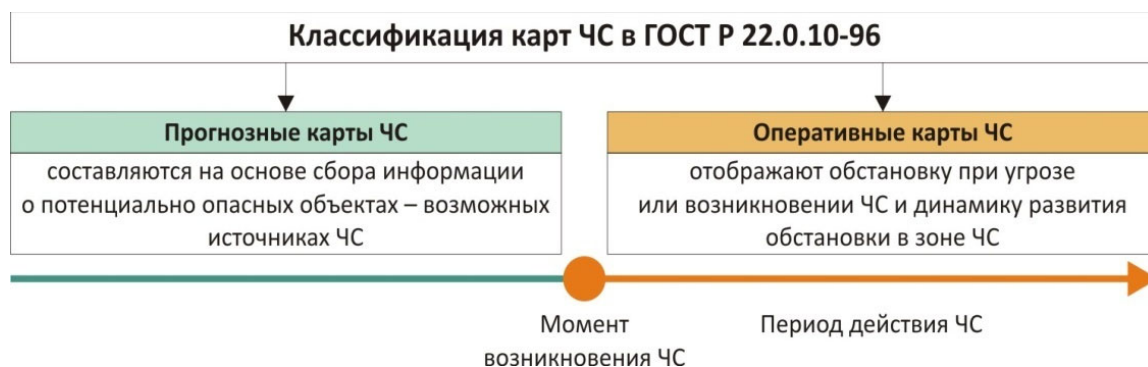 Классификация карт ЧС в ГОСТ Р 22.0.10-96
Прогнозные карты ЧС
составляются на основе сбора информации
о потенциально опасных объектах – возможных
источниках ЧС
Оперативные карты ЧС
отображают обстановку при угрозе
или возникновении ЧС и динамику развития
обстановки в зоне ЧС
Момент
возникновения ЧС
Период действия ЧС